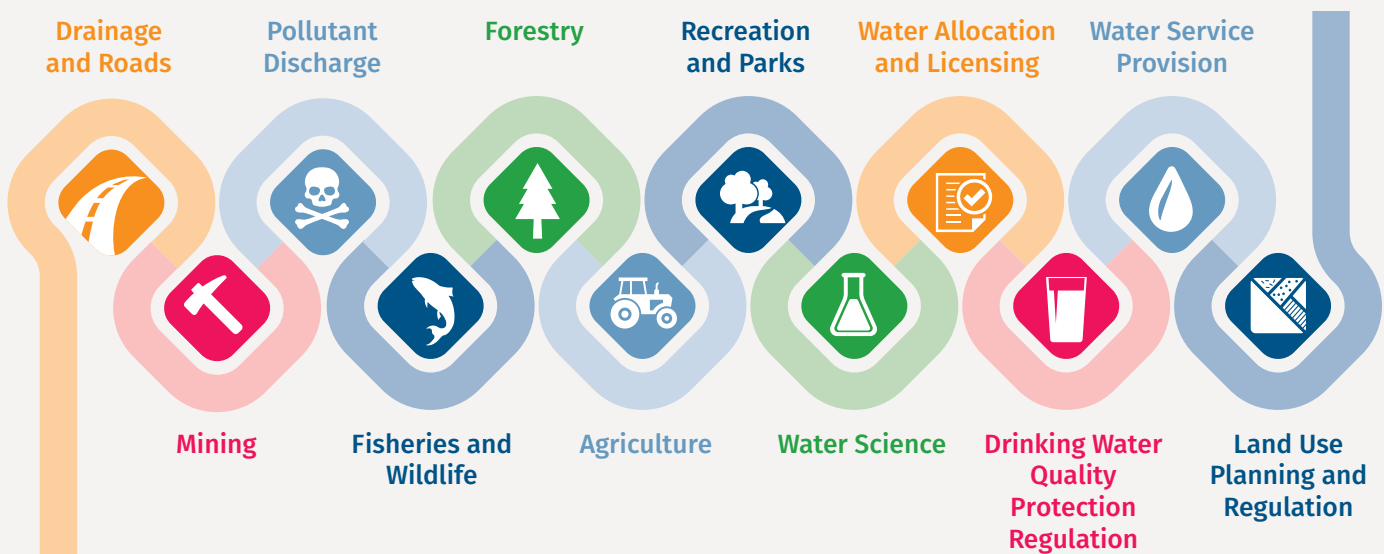 Drainage
and Roads
Pollutant
Discharge
Forestry
Recreation
and Parks
Water Allocation
and Licensing
Water Service
Provision
Mining
Fisheries and
Wildlife
Agriculture
Water Science
Drinking Water
Quality
Protection
Regulation
Land Use
Planning and
Regulation